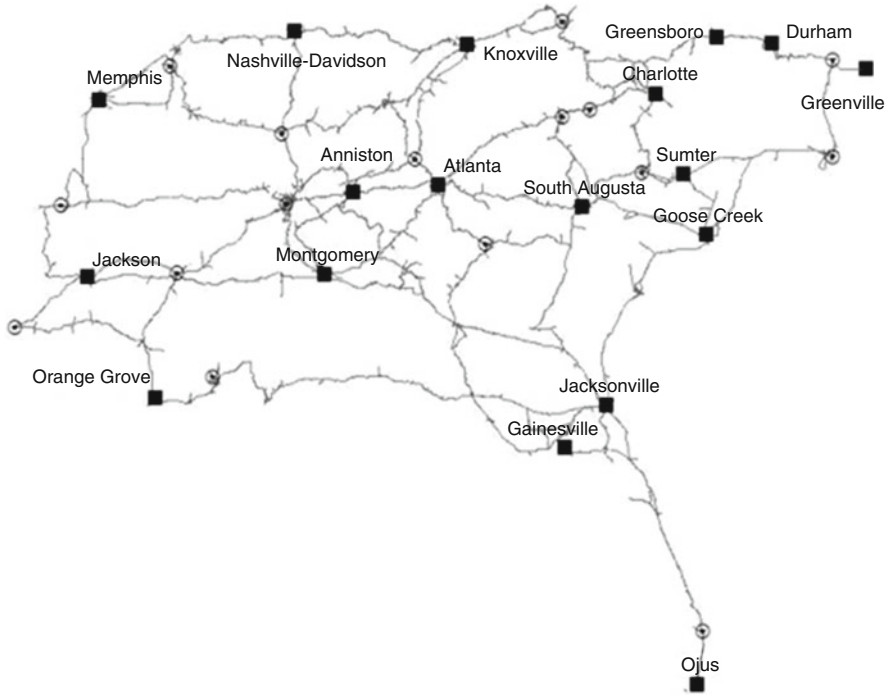 Greensboro
Durham
Nashville-Davidson
Knoxville
Memphis
Charlotte
Greenville
Anniston
Atlanta
Sumter
South Augusta
Goose Creek
Jackson
Montgomery
Orange Grove
Jacksonville
Gainesville
Ojus